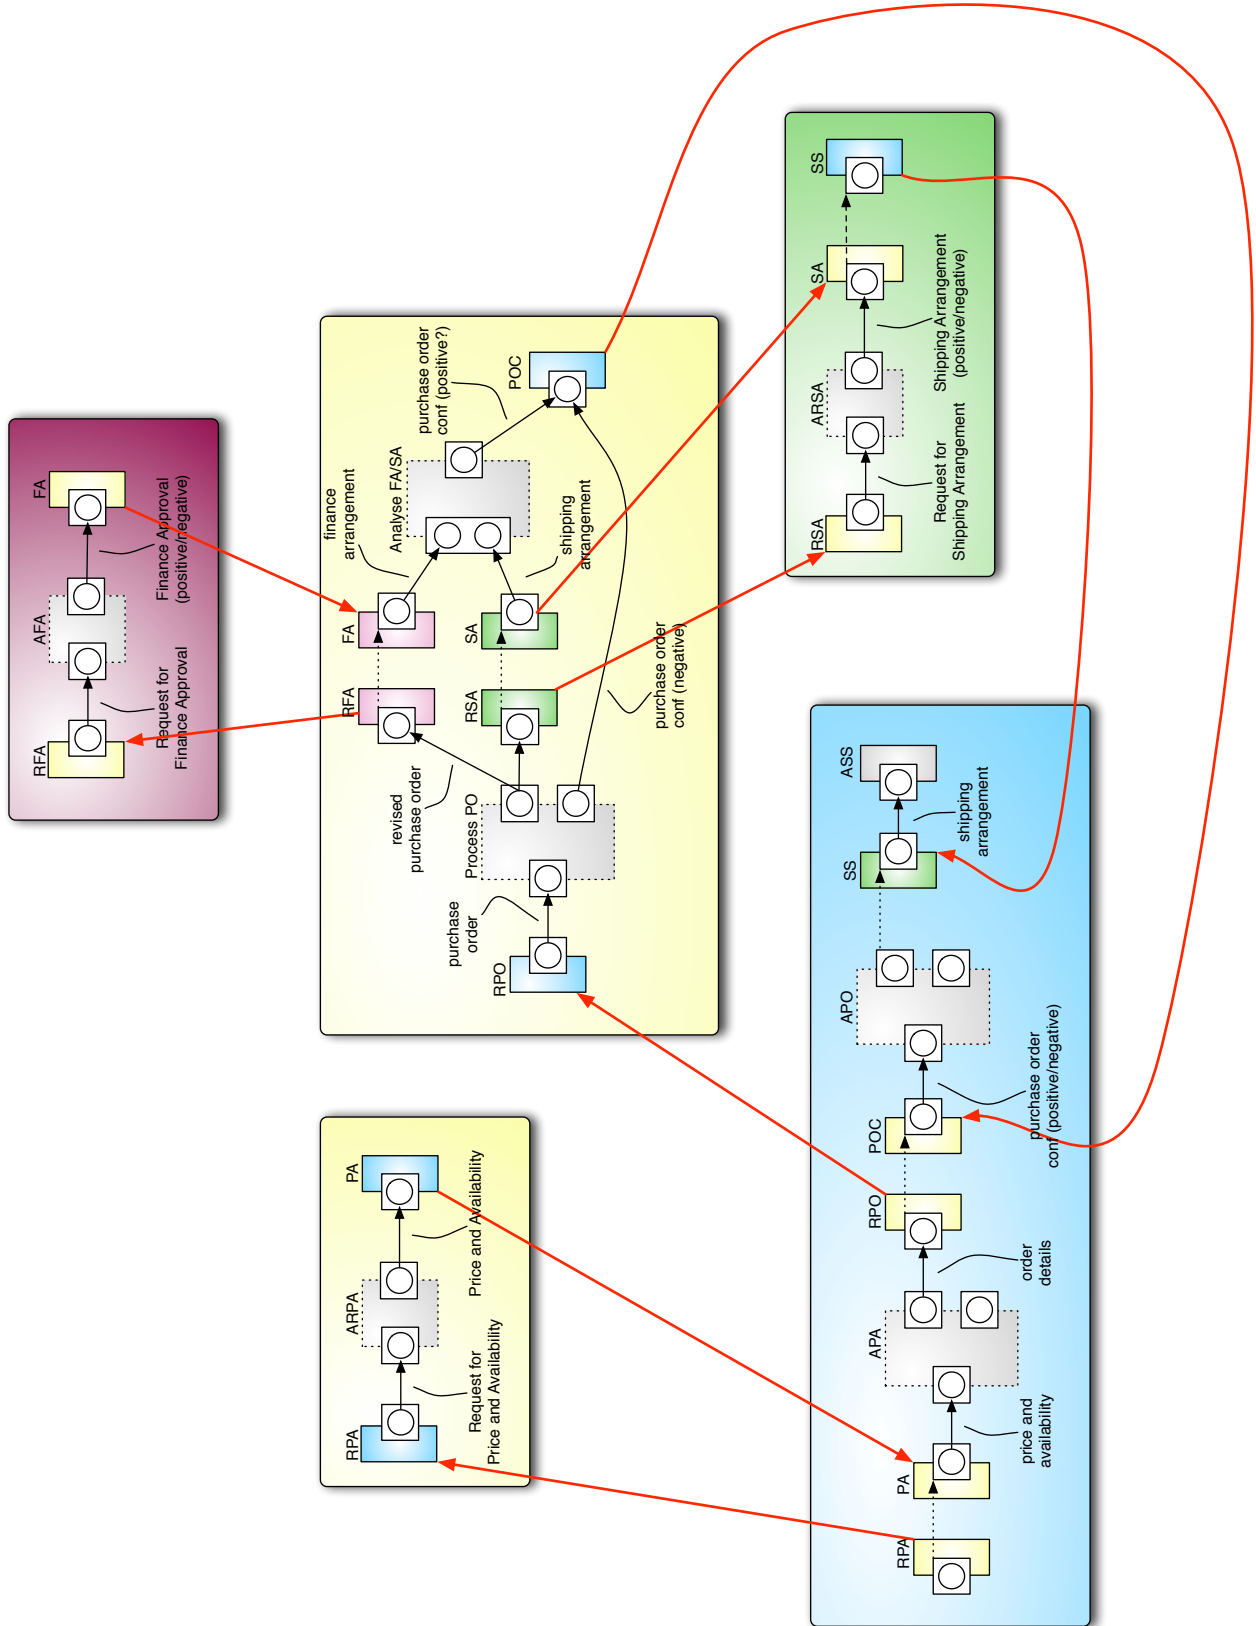 RFA
Request for
Finance Approval
AFA
Finance Approval
(positive/negative)
FA
RPA
Request for
Price and Availability
ARPA
Price and Availability
PA
RPO
purchase
order
Process PO
revised
purchase order
RFA
RSA
FA
SA
finance
arrangement
shipping
arrangement
Analyse FA/SA
purchase order
conf (positive?)
purchase order
conf (negative)
POC
RSA
Request for
Shipping Arrangement
ARSA
Shipping Arrangement
(positive/negative)
SA
SS
RPA
PA
price and
availability
APA
order
details
RPO
POC
purchase order
conf (positive/negative)
APO
SS
shipping
arrangement
ASS